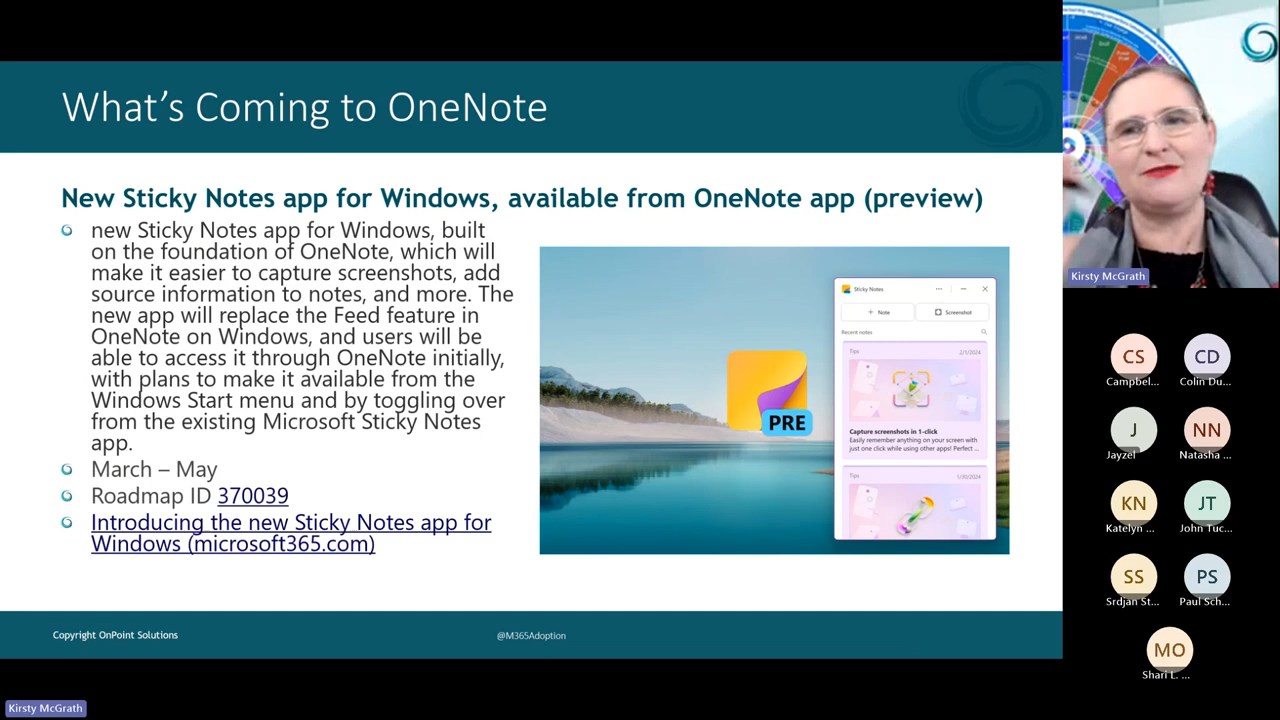 What's Coming to OneNote
New Sticky Notes app for Windows, available from OneNote app (preview)
new Sticky Notes app for Windows, built
on the foundation of OneNote, which will
make it easier to capture screenshots, add
source information to notes, and more. The
new app will replace the Feed feature in
OneNote on Windows, and users will be
able to access it through OneNote initially,
with plans to make it available from the
Windows Start menu and by toggling over
from the existing Microsoft Sticky Notes
app.
March – May
Roadmap ID 370039
Introducing the new Sticky Notes app for
Windows (microsoft365.com)
PRE
Sticky Notes
+ Note
Screenshot
Recent notes
Tips
2/1/2024
Capture screenshots in 1-click
Easily remember anything on your screen with
just one click while using other apps! Perfect ...
Tips
1/30/2024
Copyright OnPoint Solutions
@M365Adoption
Kirsty McGrath
Kirsty McGrath
CS
Campbel...
CD
Colin Du...
J
Jayzel
NN
Natasha ...
KN
Katelyn ...
JT
John Tuc...
SS
Srdjan St...
PS
Paul Sch...
MO
Shari L. ...